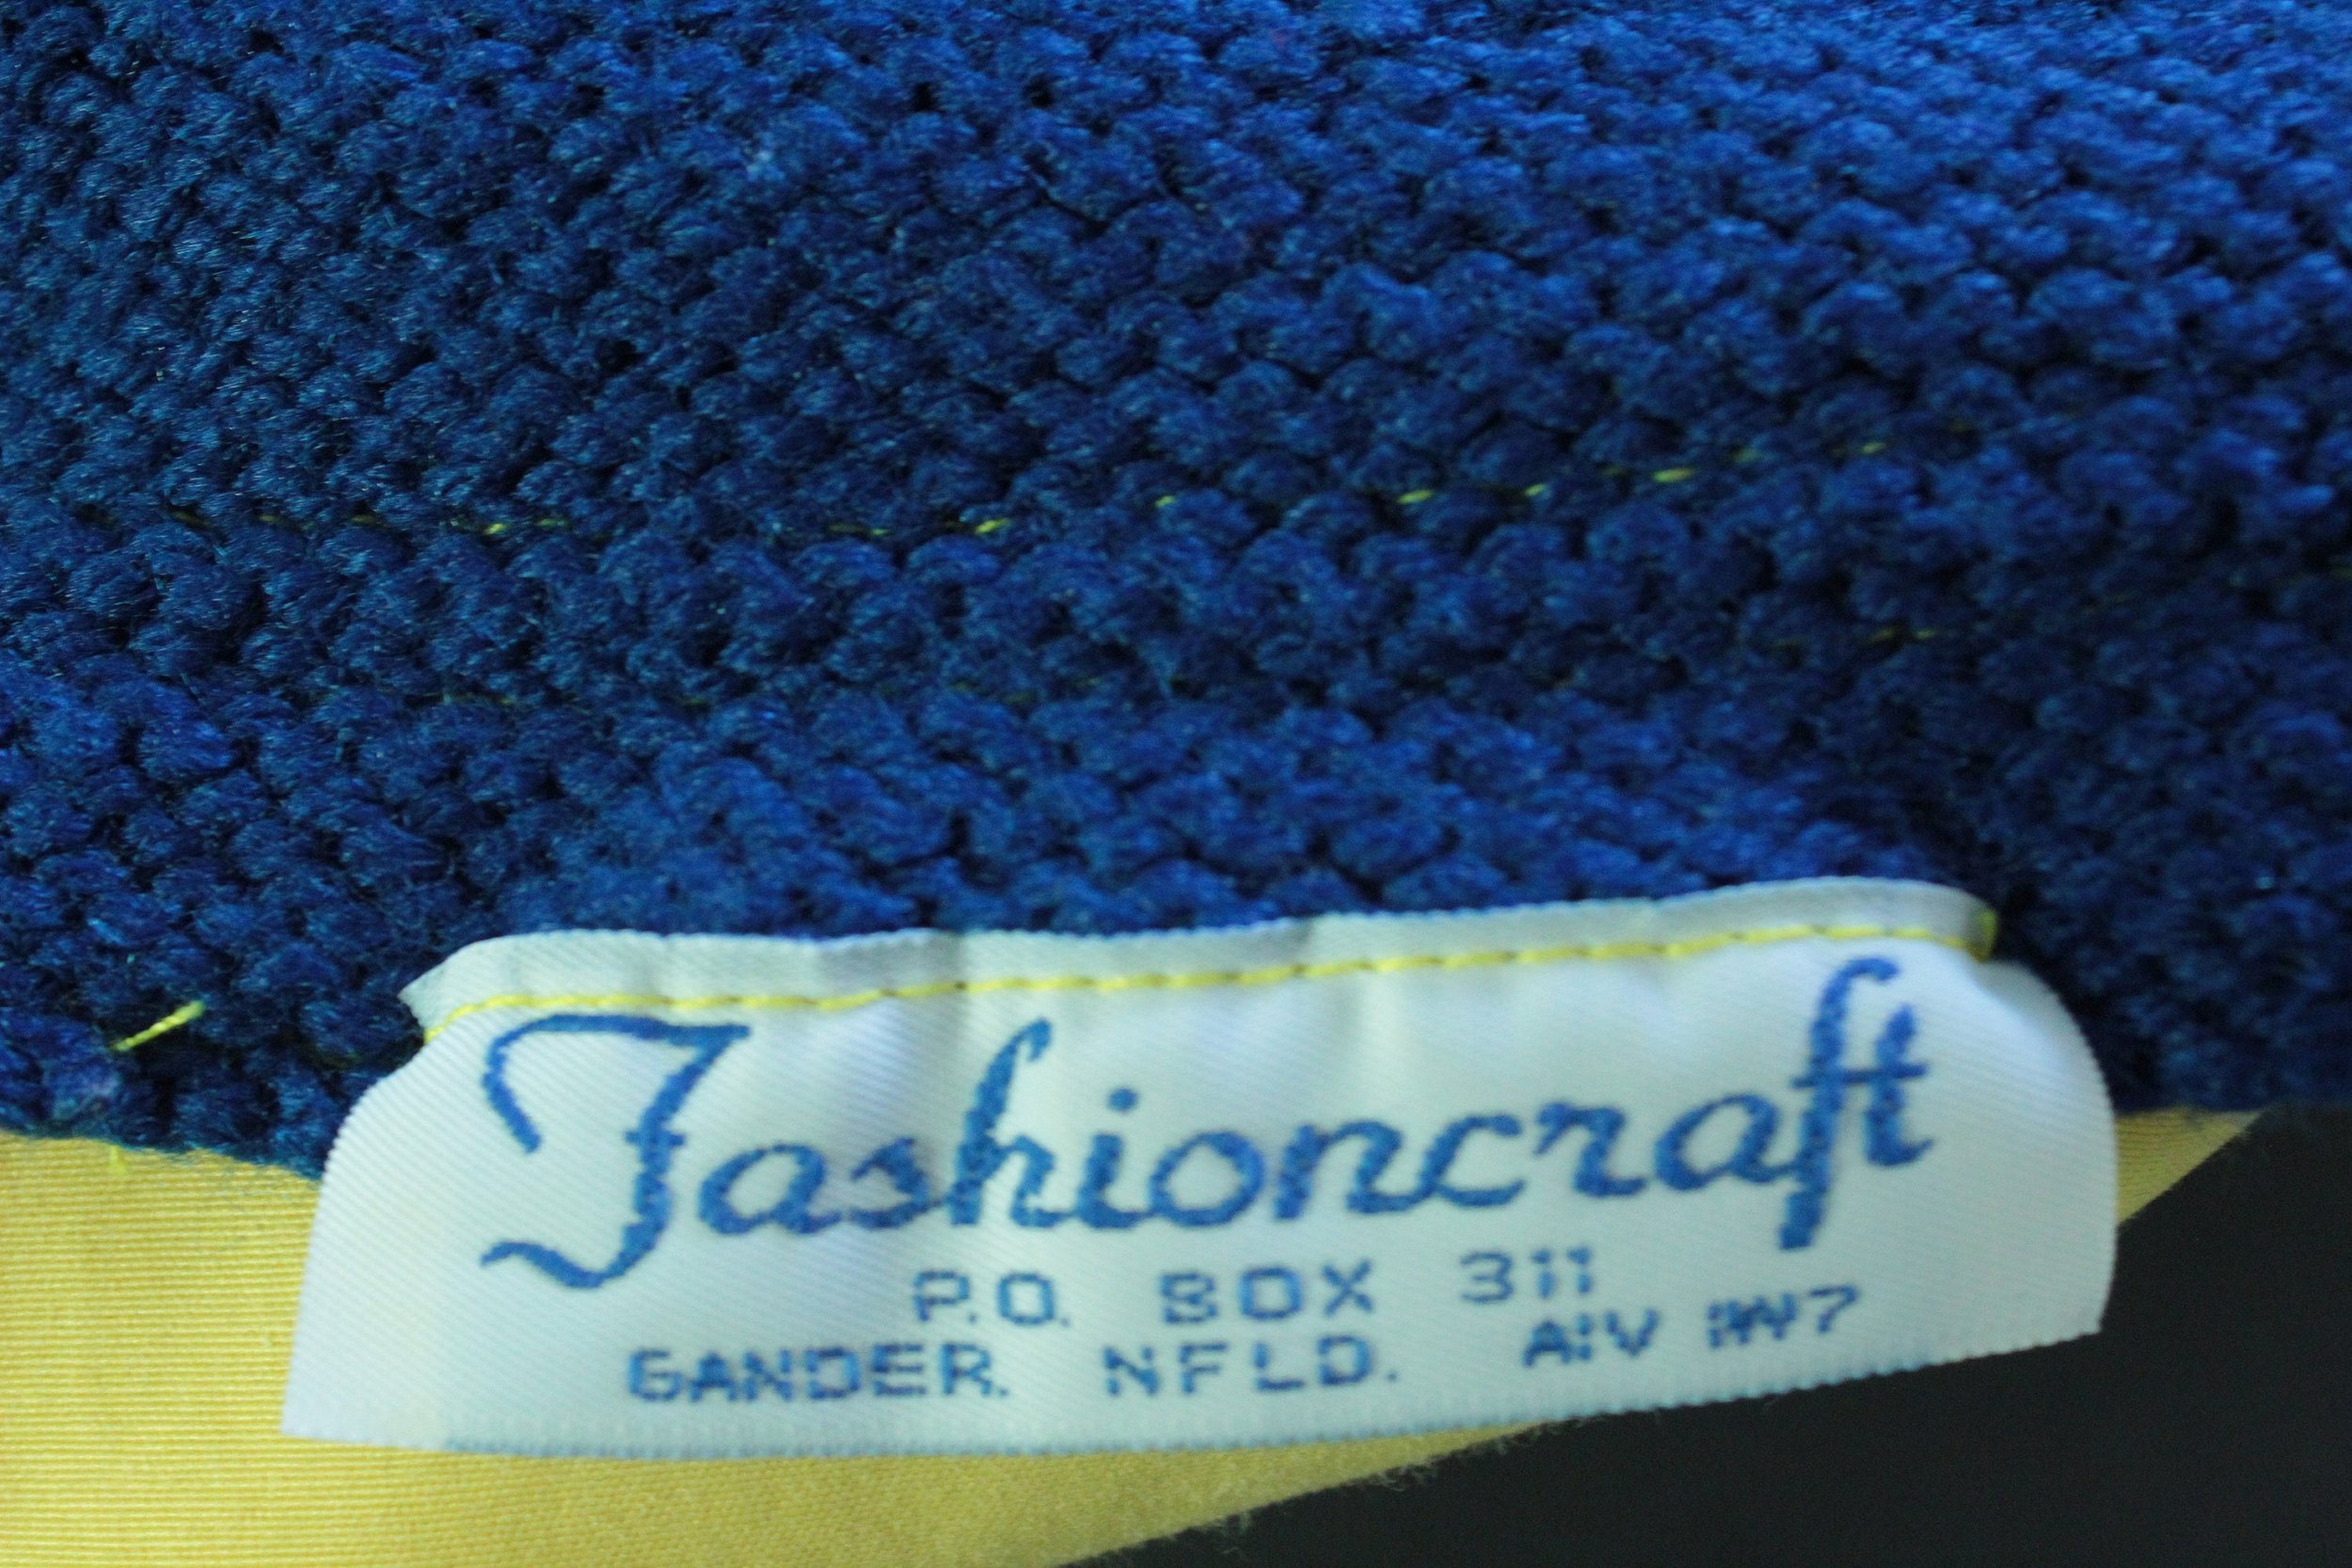 Fashioncraft
P.O. BOX 311
GANDER. NFLD. A1V 1W7